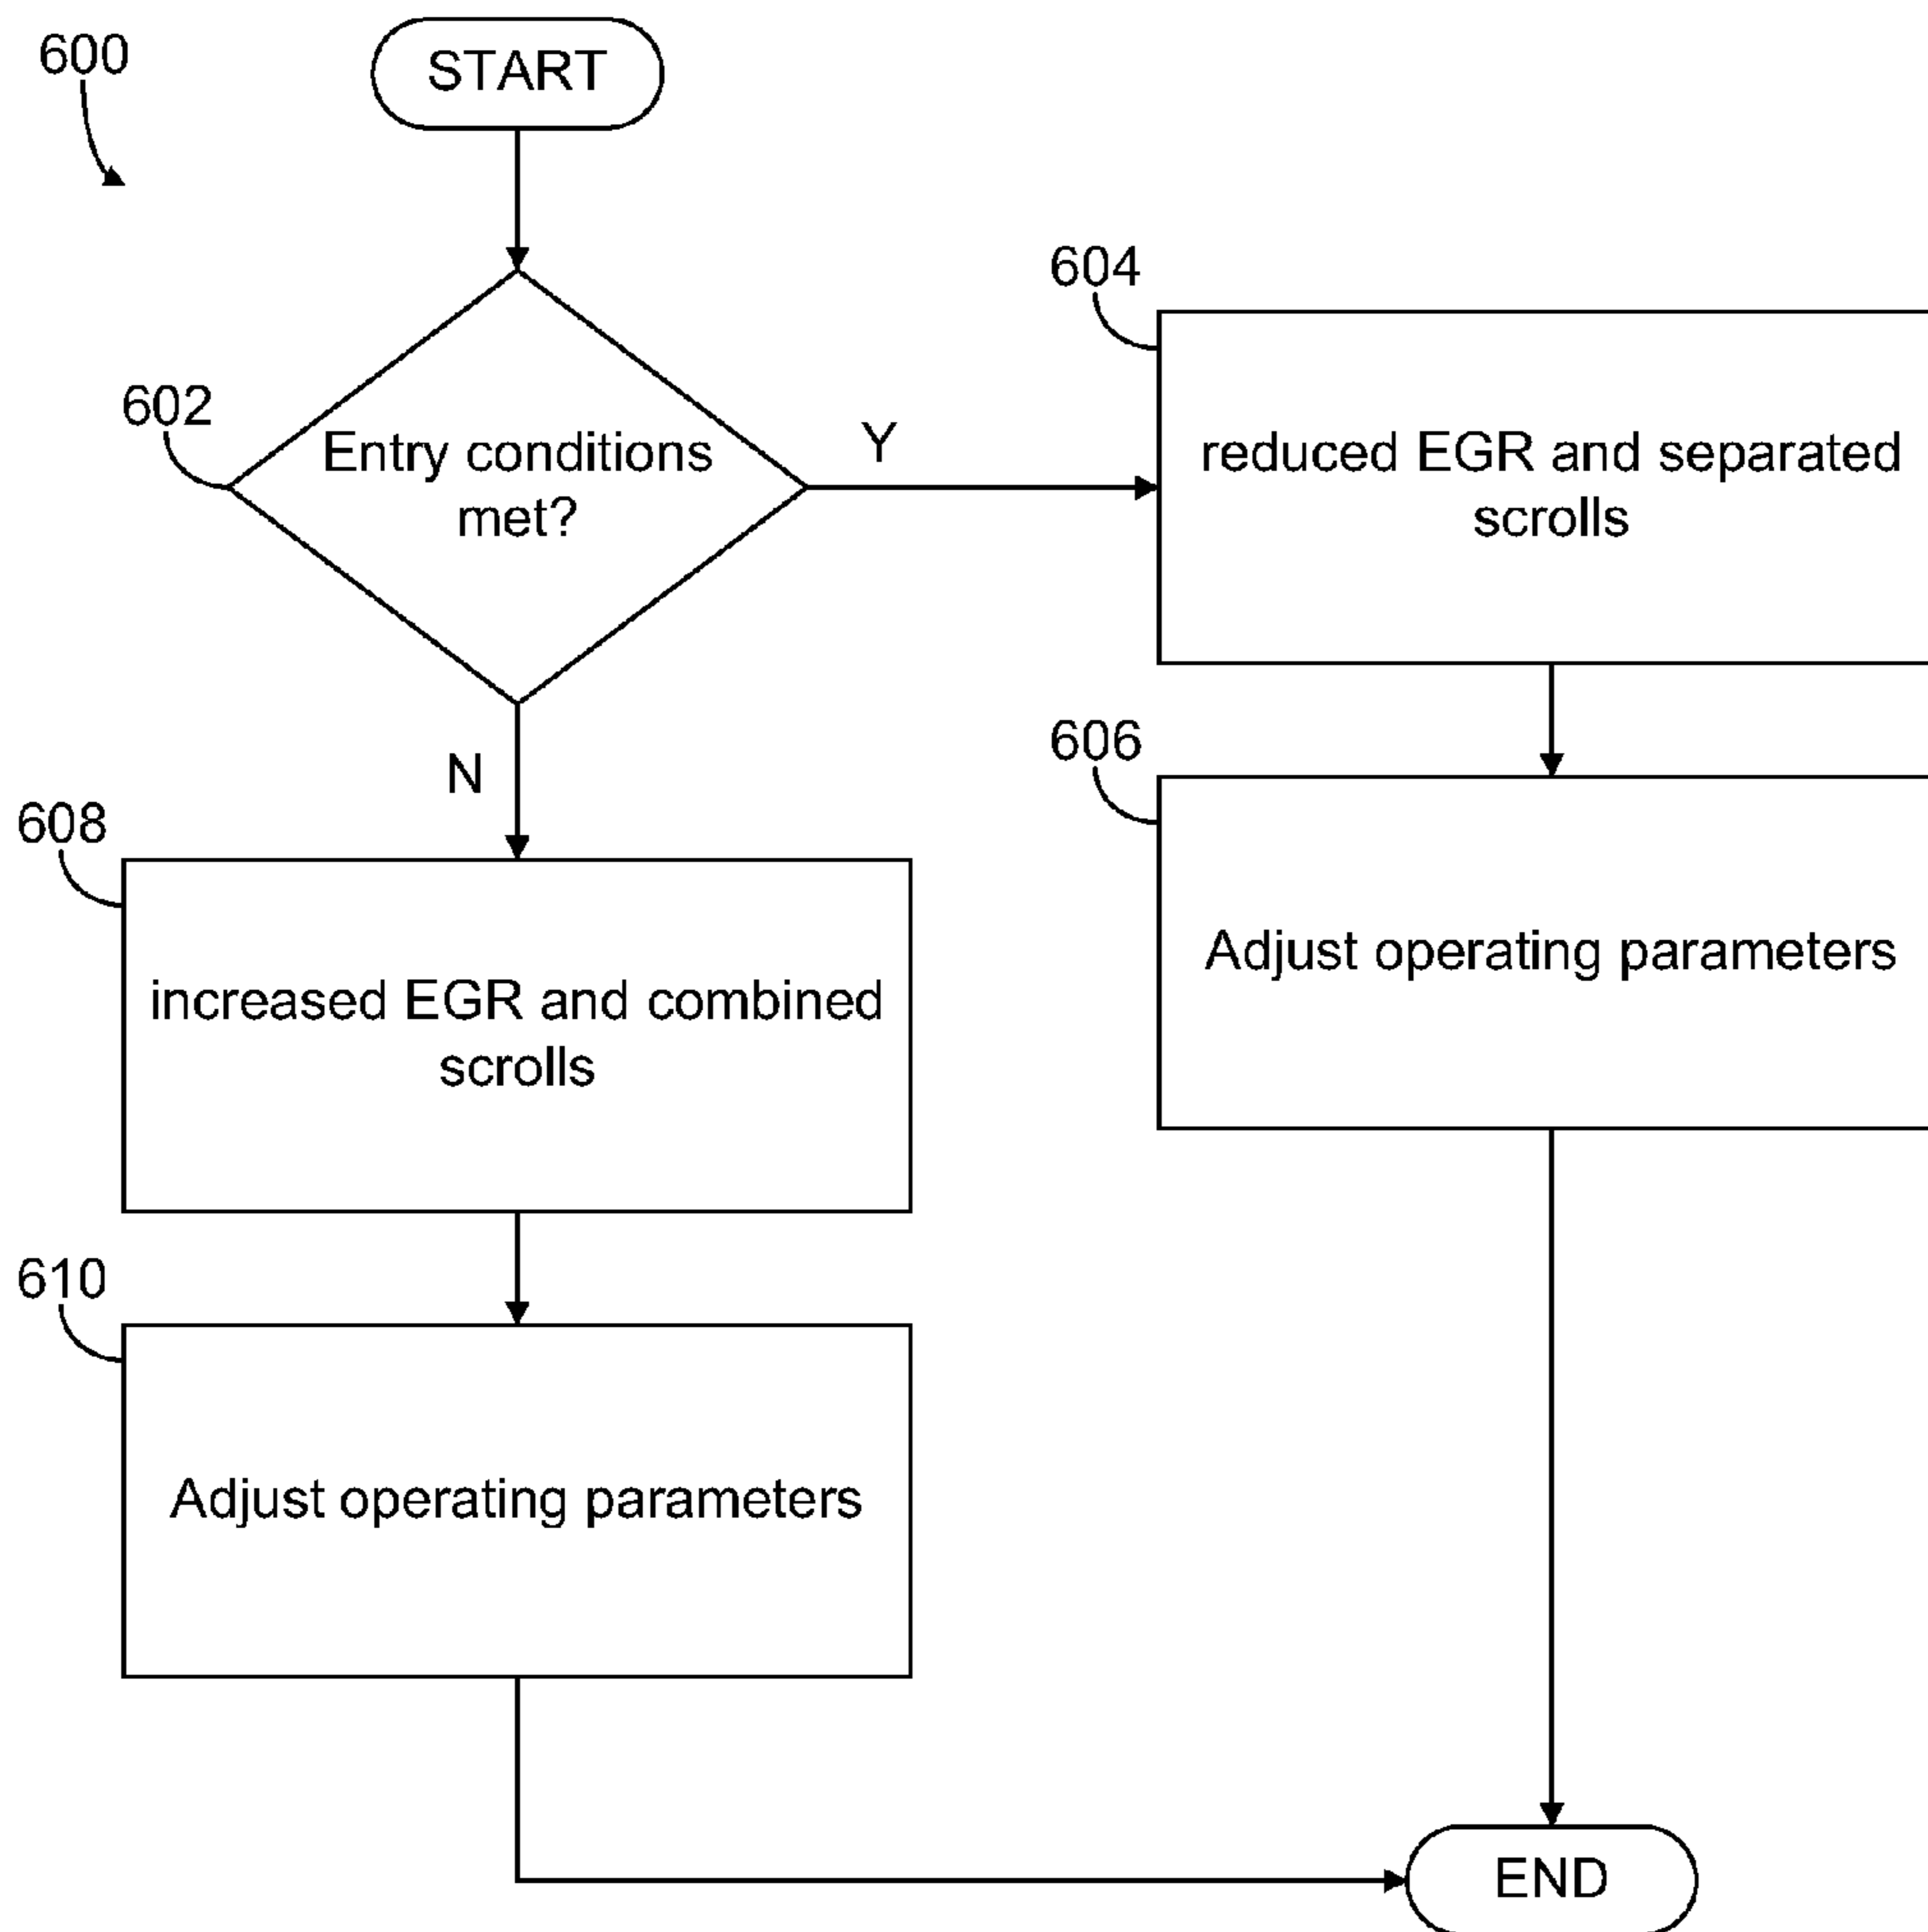 600
START
602
Entry conditions
met?
Y
604
reduced EGR and separated
scrolls
N
606
Adjust operating parameters
608
increased EGR and combined
scrolls
610
Adjust operating parameters
END